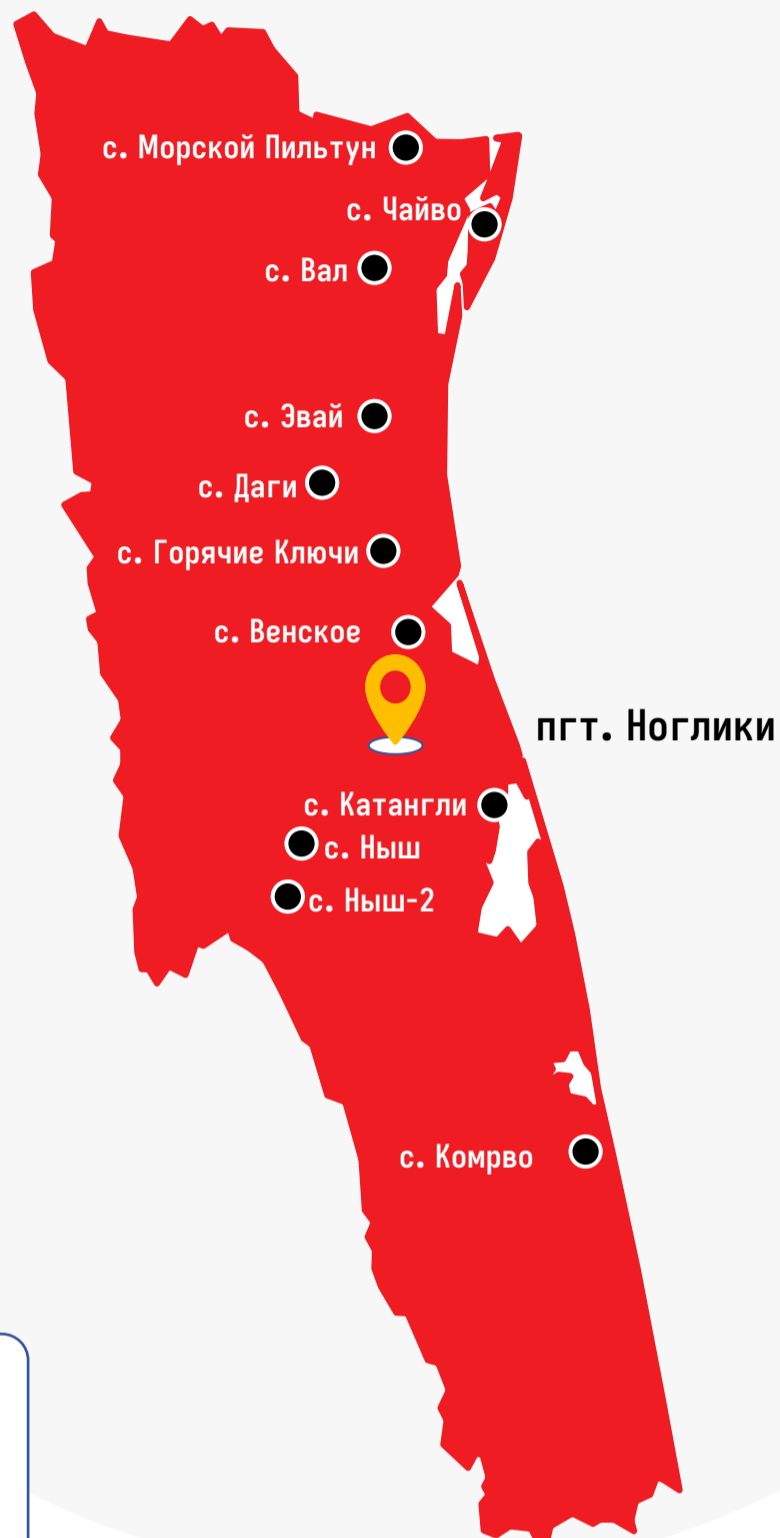 с. Морской Пильтун
с. Чайво
с. Вал
с. Эвай
с. Даги
с. Горячие Ключи
с. Венское
пгт. Ноглики
с. Катангли
с. Ныш
с. Ныш-2
с. Комрво